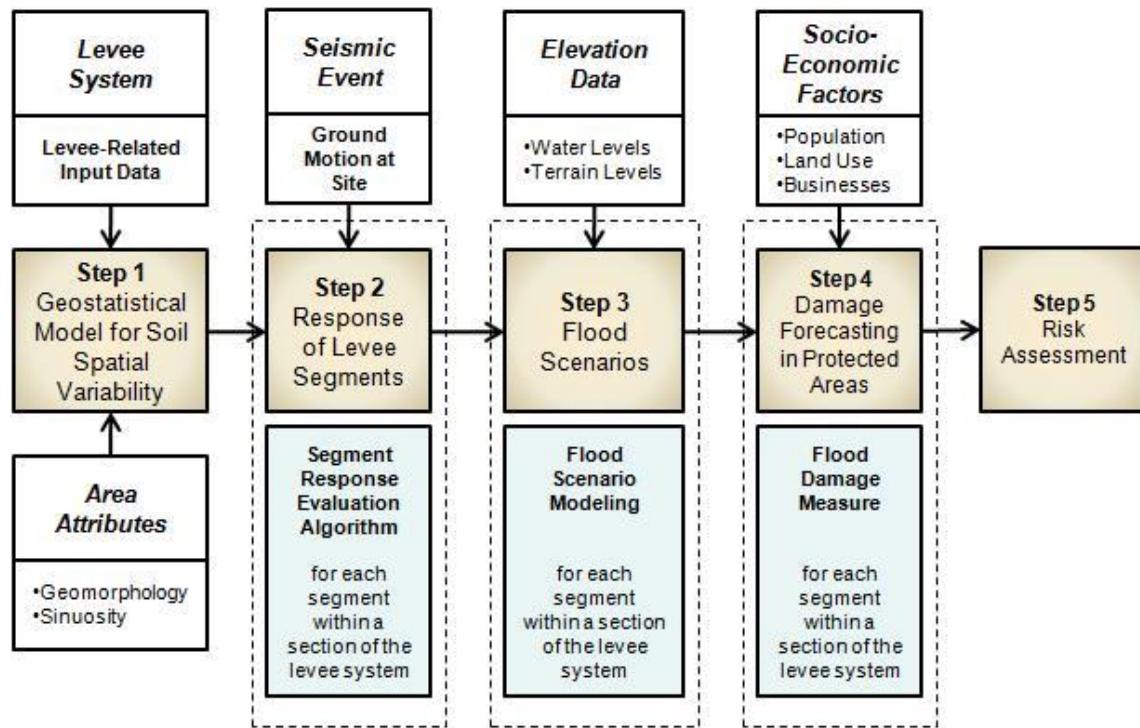 Levee
System
Levee-Related
Input Data
Seismic
Event
Ground
Motion at
Site
Elevation
Data
•Water Levels
•Terrain Levels
Socio-
Economic
Factors
•Population
•Land Use
•Businesses
Step 1
Geostatistical
Model for Soil
Spatial
Variability
Step 2
Response
of Levee
Segments
Step 3
Flood
Scenarios
Step 4
Damage
Forecasting
in Protected
Areas
Step 5
Risk
Assessment
Area
Attributes
•Geomorphology
•Sinuosity
Segment
Response
Evaluation
Algorithm
for each
segment
within a
section of the
levee system
Flood
Scenario
Modeling
for each
segment
within a section
of the levee
system
Flood
Damage
Measure
for each
segment
within a
section of the
levee system